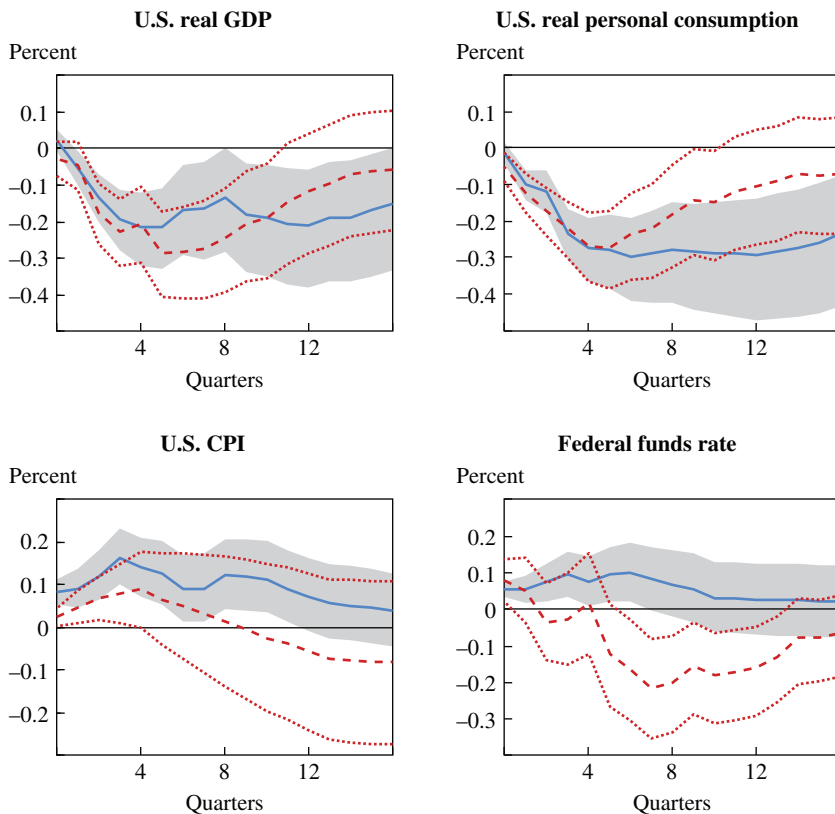 U.S. real GDP
Percent
0.1
0
–0.1
–0.2
–0.3
–0.4
4
8
12
Quarters
U.S. real personal consumption
Percent
0.1
0
–0.1
–0.2
–0.3
–0.4
4
8
12
Quarters
U.S. CPI
Percent
0.2
0.1
0
–0.1
–0.2
4
8
12
Quarters
Federal funds rate
Percent
0.2
0.1
0
–0.1
–0.2
–0.3
4
8
12
Quarters